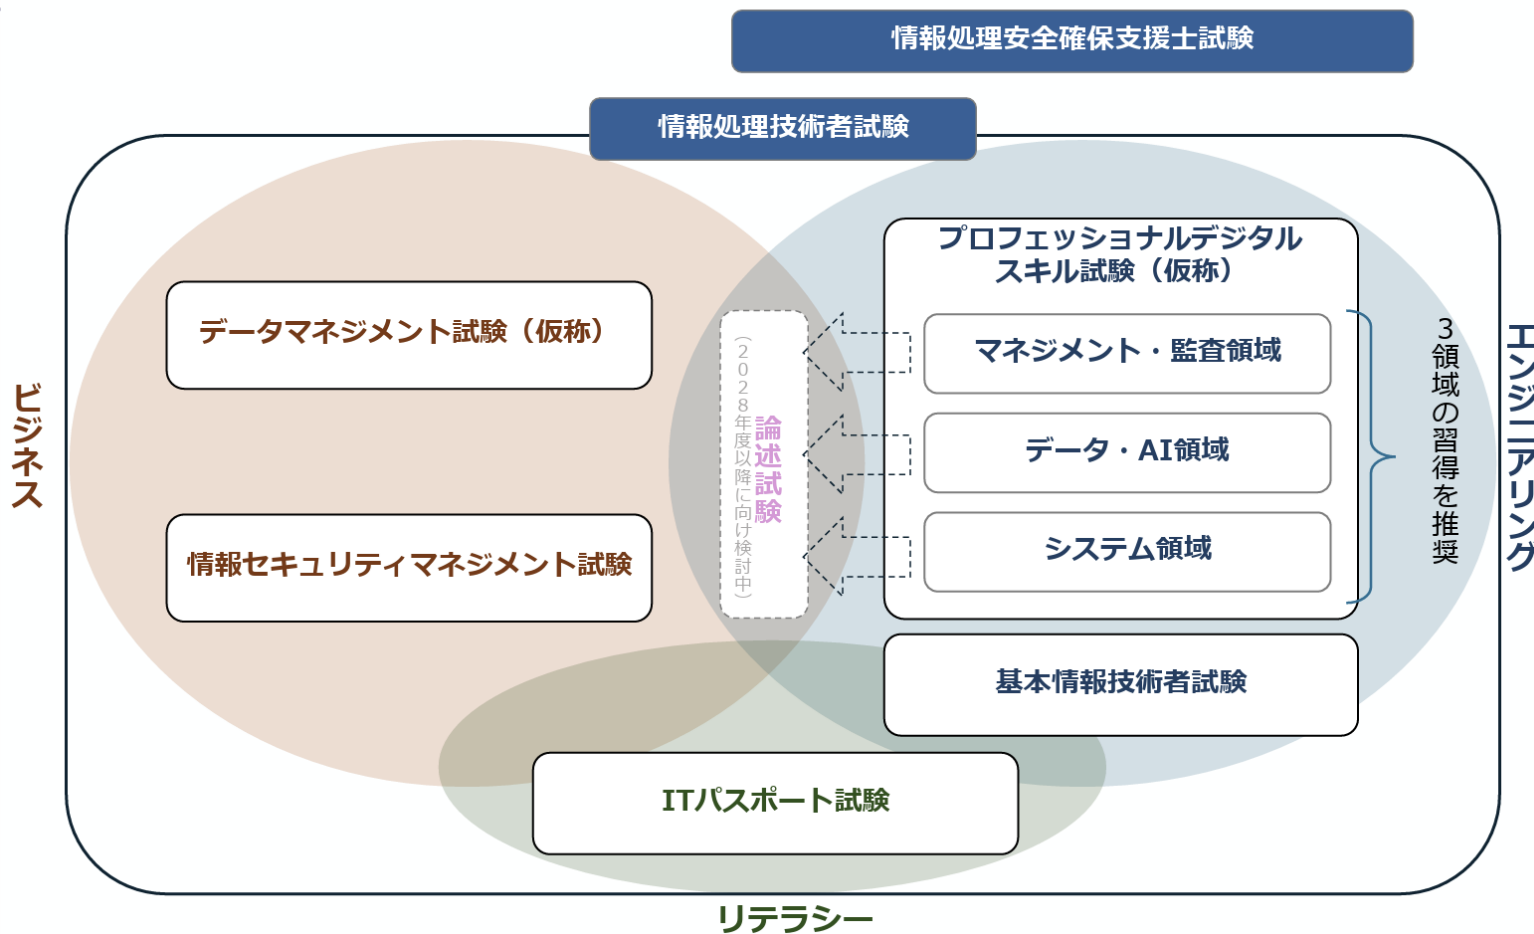 情報処理安全確保支援士試験
情報処理技術者試験
プロフェッショナルデジタル
スキル試験（仮称）
データマネジメント試験（仮称）
マネジメント・監査領域
データ・AI領域
システム領域
3領域の習得を推奨
論述試験
（2028年度以降に向け検討中）
情報セキュリティマネジメント試験
基本情報技術者試験
ITパスポート試験
ビジネス
エンジニアリング
リテラシー